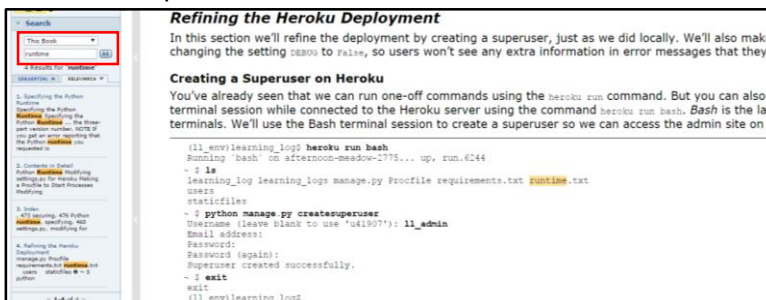 Search
This Book
runtime
Go
4 Results for 'runtime'
SEQUENTIAL RELEVANCE
1. Specifying the Python
Runtime
Specifying the Python
Runtime Specifying the
Python Runtime ... the three-
part version number. NOTE If
you get an error reporting that
the Python runtime you
requested is
2. Contents in Detail
Python Runtime Modifying
settings.py for Heroku Making
a Procfile to Start Processes
Modifying
3. Index
, 473 securing, 476 Python
runtime, specifying, 468
settings.py, modifying for
4. Refining the Heroku
Deployment
manage.py Procfile
requirements.txt runtime.txt
users staticfiles ❶ ~ $
python
Refining the Heroku Deployment
In this section we'll refine the deployment by creating a superuser, just as we did locally. We'll also mak
changing the setting DEBUG to False, so users won't see any extra information in error messages that they
Creating a Superuser on Heroku
You've already seen that we can run one-off commands using the heroku run command. But you can also
terminal session while connected to the Heroku server using the command heroku run bash. Bash is the la
terminals. We'll use the Bash terminal session to create a superuser so we can access the admin site on
(ll_env)learning_log$ heroku run bash
Running `bash` on afternoon-meadow-2775... up, run.6244
~ $ ls
learning_log learning_logs manage.py Procfile requirements.txt runtime.txt
users
staticfiles
~ $ python manage.py createsuperuser
Username (leave blank to use 'u41907'): ll_admin
Email address:
Password:
Password (again):
Superuser created successfully.
~ $ exit
exit
(ll_env)learning_log$